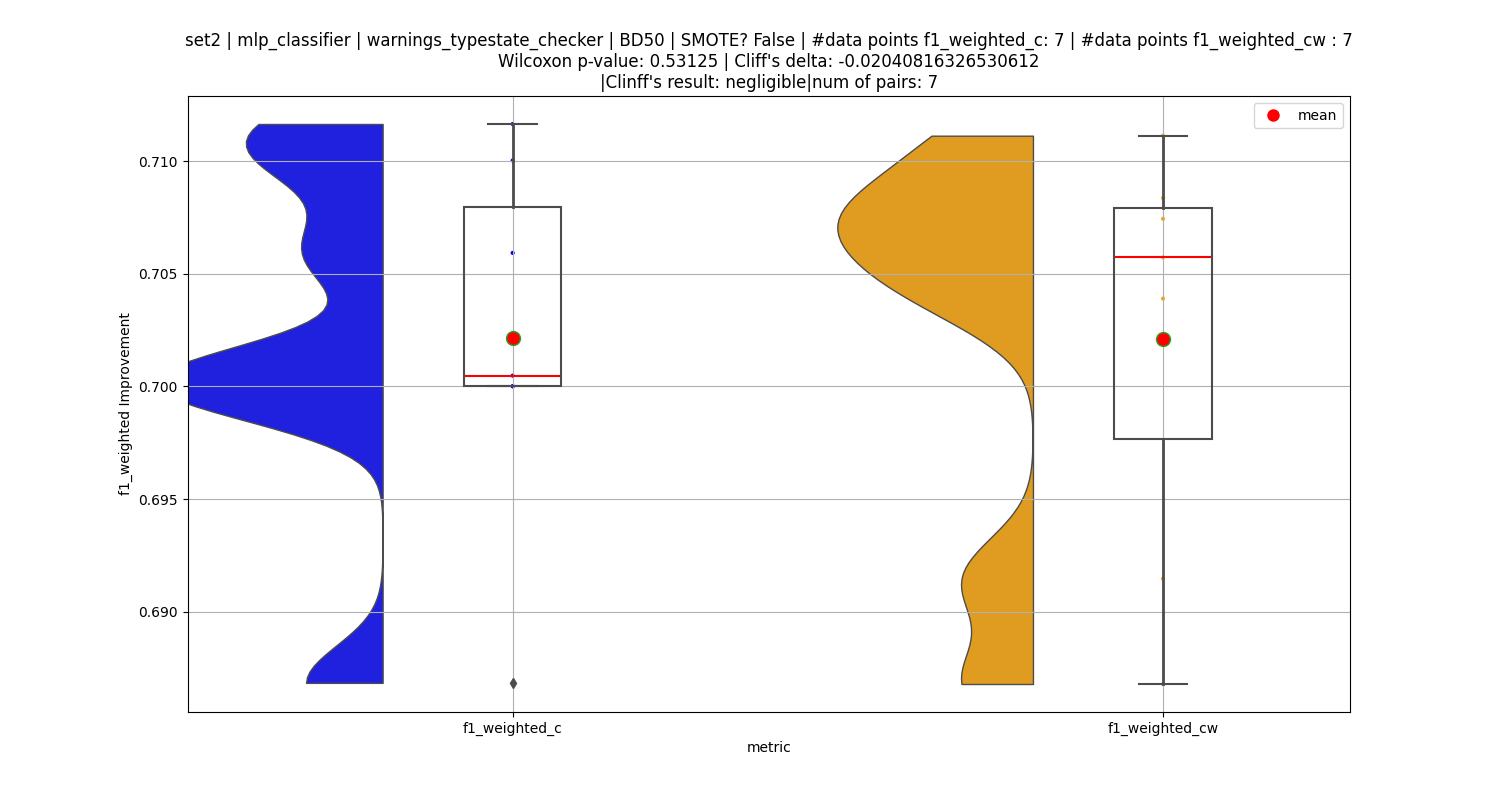 set2 | mlp_classifier | warnings_typestate_checker | BD50 | SMOTE? False | #data points f1_weighted_c: 7 | #data points f1_weighted_cw : 7
Wilcoxon p-value: 0.53125 | Cliff's delta: -0.02040816326530612
|Clinff's result: negligible|num of pairs: 7
mean
0.710
0.705
0.700
0.695
0.690
f1_weighted Improvement
f1_weighted_c
f1_weighted_cw
metric